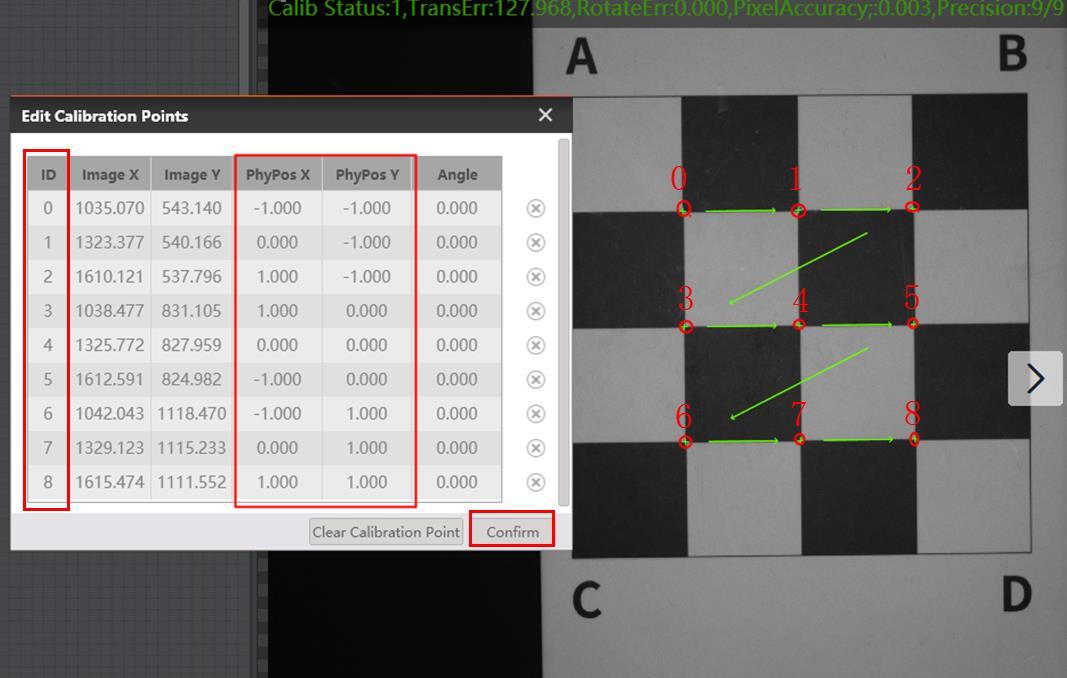 Calib Status:1,TransErr:127.968,RotateErr:0.000,PixelAccuracy;:0.003,Precision:9/9
A B
Edit Calibration Points
ID Image X Image Y PhyPos X PhyPos Y Angle
0 1035.070 543.140 -1.000 -1.000 0.000
1 1323.377 540.166 0.000 -1.000 0.000
2 1610.121 537.796 1.000 -1.000 0.000
3 1038.477 831.105 1.000 0.000 0.000
4 1325.772 827.959 0.000 0.000 0.000
5 1612.591 824.982 -1.000 0.000 0.000
6 1042.043 1118.470 -1.000 1.000 0.000
7 1329.123 1115.233 0.000 1.000 0.000
8 1615.474 1111.552 1.000 1.000 0.000
Clear Calibration Point Confirm
0 1 2
3 4 5
6 7 8
C D